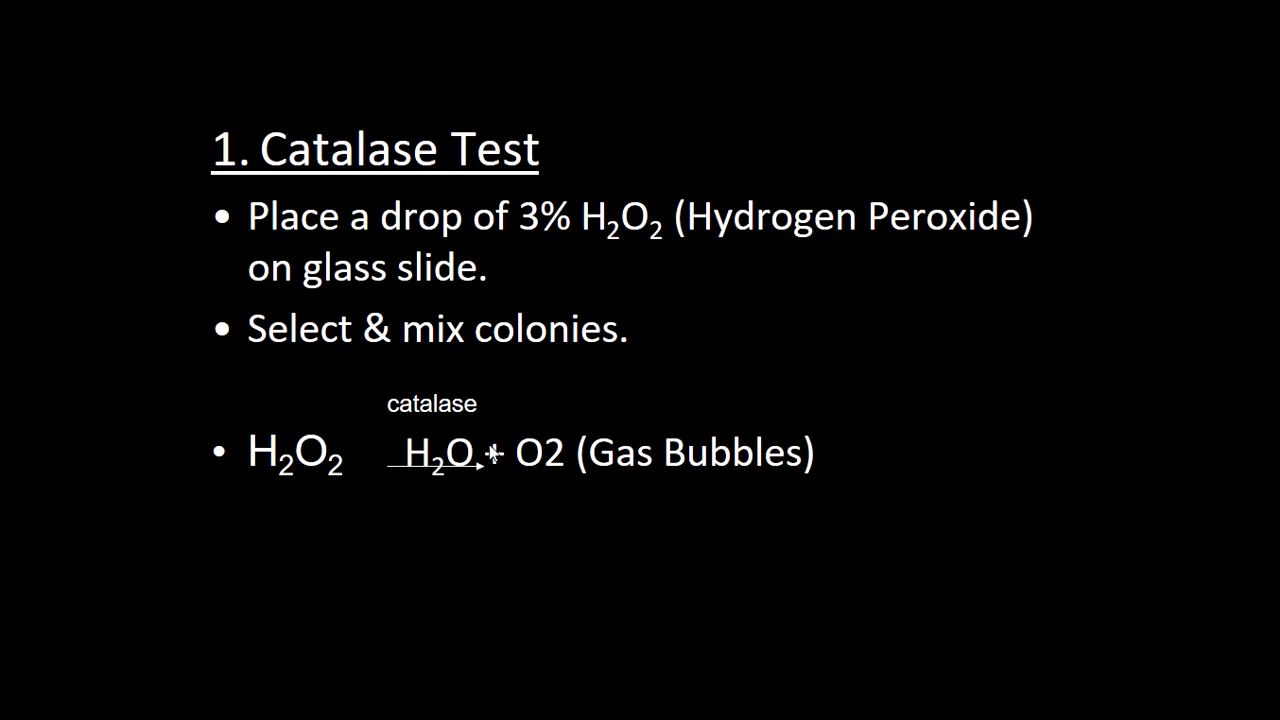 1. Catalase Test
• Place a drop of 3% H₂O₂ (Hydrogen Peroxide)
on glass slide.
• Select & mix colonies.
catalase
• H₂O₂ H₂O + O2 (Gas Bubbles)